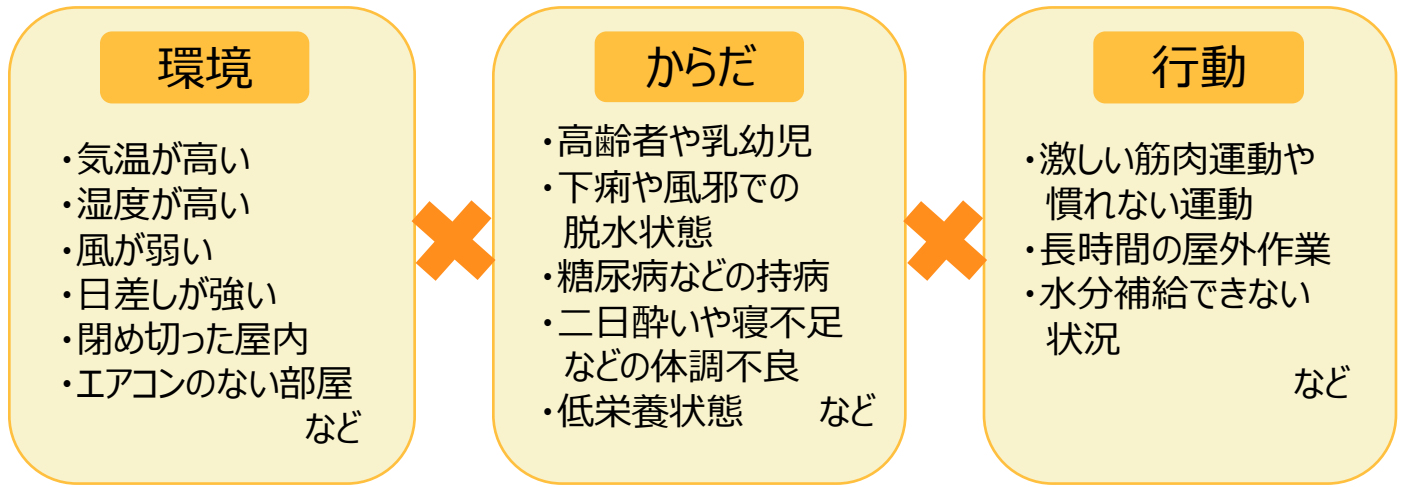 環境
・気温が高い
・湿度が高い
・風が弱い
・日差しが強い
・閉め切った屋内
・エアコンのない部屋
など
からだ
・高齢者や乳幼児
・下痢や風邪での
脱水状態
・糖尿病などの持病
・二日酔いや寝不足
などの体調不良
・低栄養状態 など
行動
・激しい筋肉運動や
慣れない運動
・長時間の屋外作業
・水分補給できない
状況
など